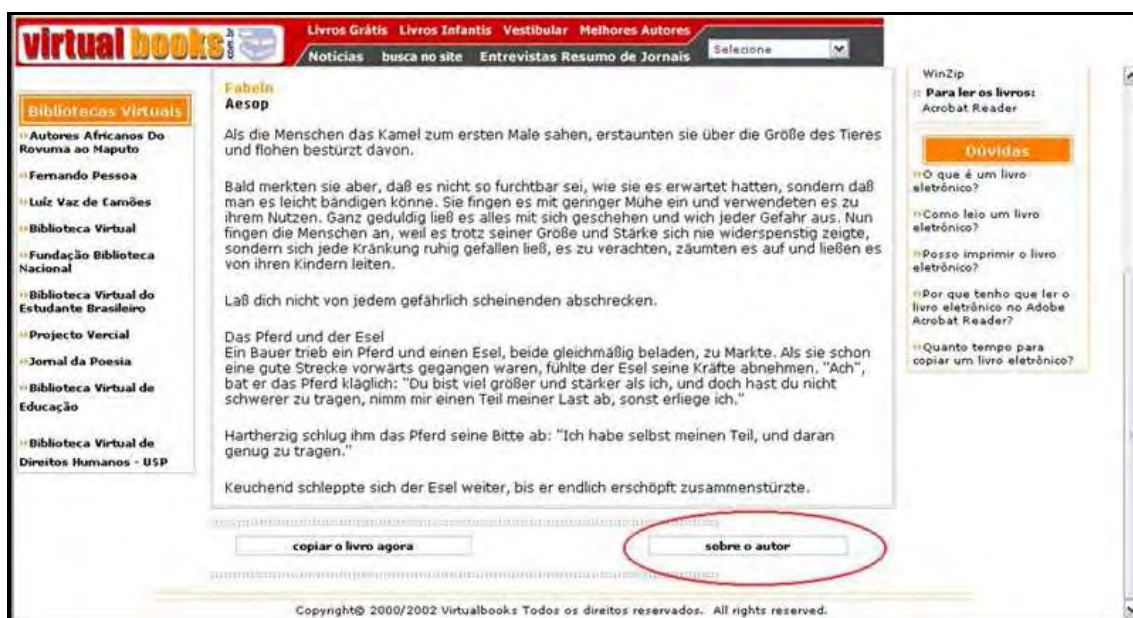 virtual books
.com.br
Livros Grátis Livros Infantis Vestibular Melhores Autores
Notícias busca no site Entrevistas Resumo de Jornais
Selecione
Bibliotecas Virtuais
Autores Africanos Do
Rovuma ao Maputo
Fernando Pessoa
Luíz Vaz de Camões
Biblioteca Virtual
Fundação Biblioteca
Nacional
Biblioteca Virtual do
Estudante Brasileiro
Projecto Vercial
Jornal da Poesia
Biblioteca Virtual de
Educação
Biblioteca Virtual de
Direitos Humanos - USP
Fabeln
Aesop
Als die Menschen das Kamel zum ersten Male sahen, erstaunten sie über die Größe des Tieres
und flohen bestürzt davon.
Bald merkten sie aber, daß es nicht so furchtbar sei, wie sie es erwartet hatten, sondern daß
man es leicht bändigen könne. Sie fingen es mit geringer Mühe ein und verwendeten es zu
ihrem Nutzen. Ganz geduldig ließ es alles mit sich geschehen und wich jeder Gefahr aus. Nun
fingen die Menschen an, weil es trotz seiner Größe und Stärke sich nie widerspenstig zeigte,
sondern sich jede Kränkung ruhig gefallen ließ, es zu verachten, zäumten es auf und ließen es
von ihren Kindern leiten.
Laß dich nicht von jedem gefährlich scheinenden abschrecken.
Das Pferd und der Esel
Ein Bauer trieb ein Pferd und einen Esel, beide gleichmäßig beladen, zu Markte. Als sie schon
eine gute Strecke vorwärts gegangen waren, fühlte der Esel seine Kräfte abnehmen. "Ach",
bat er das Pferd kläglich: "Du bist viel größer und stärker als ich, und doch hast du nicht
schwerer zu tragen, nimm mir einen Teil meiner Last ab, sonst erliege ich."
Hartherzig schlug ihm das Pferd seine Bitte ab: "Ich habe selbst meinen Teil, und daran
genug zu tragen."
Keuchend schleppte sich der Esel weiter, bis er endlich erschöpft zusammenstürzte.
WinZip
Para ler os livros:
Acrobat Reader
Dúvidas
O que é um livro
eletrônico?
Como leio um livro
eletrônico?
Posso imprimir o livro
eletrônico?
Por que tenho que ler o
livro eletrônico no Adobe
Acrobat Reader?
Quanto tempo para
copiar um livro eletrônico?
copiar o livro agora
sobre o autor
Copyright© 2000/2002 Virtualbooks Todos os direitos reservados. All rights reserved.